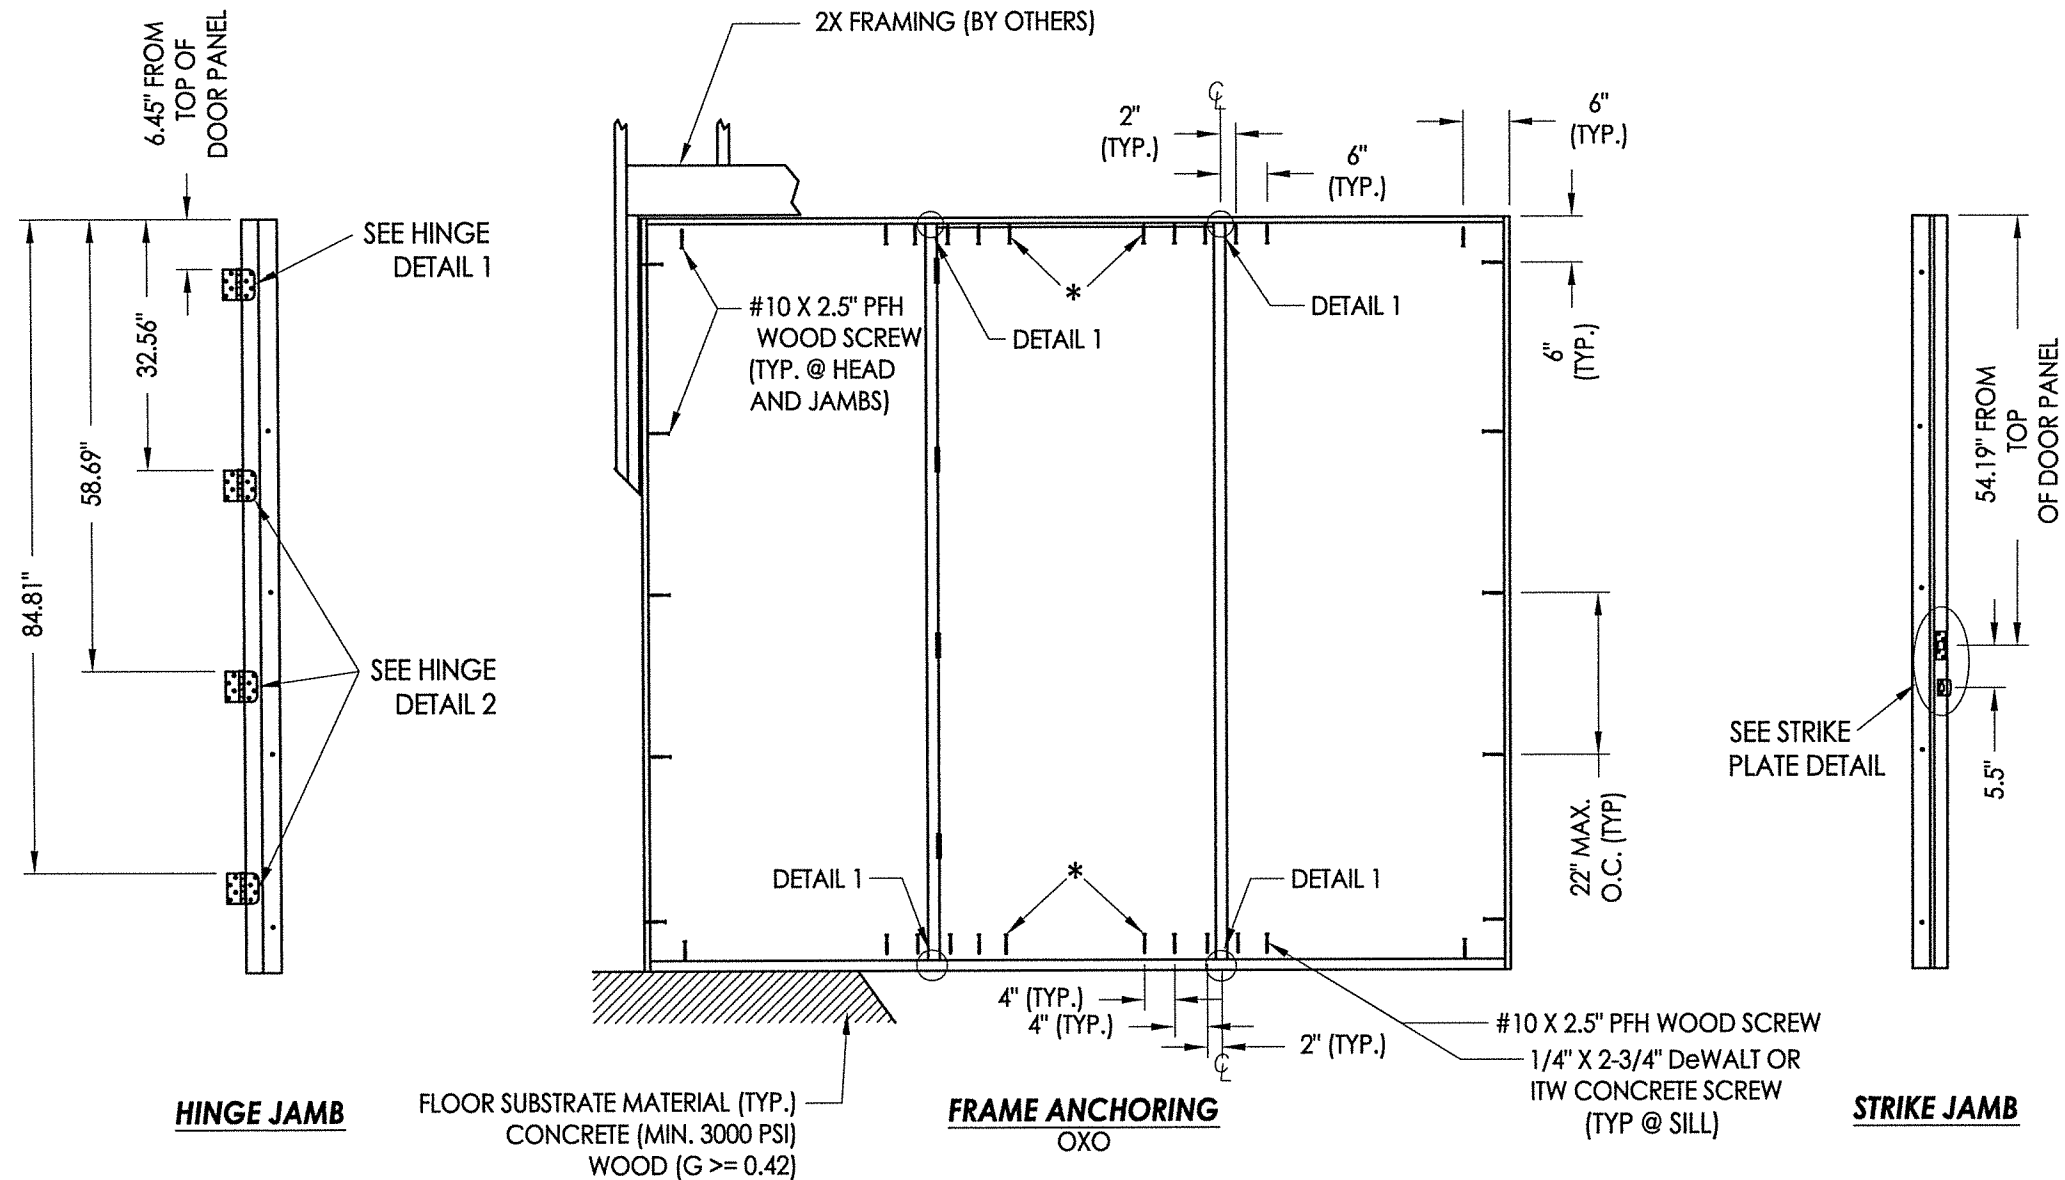 2X FRAMING (BY OTHERS)
6.45" FROM
TOP OF
DOOR PANEL
SEE HINGE
DETAIL 1
32.56"
58.69"
84.81"
SEE HINGE
DETAIL 2
HINGE JAMB
#10 X 2.5" PFH
WOOD SCREW
(TYP. @ HEAD
AND JAMBS)
℄
2"
(TYP.)
6"
(TYP.)
6"
(TYP.)
6"
(TYP.)
*
DETAIL 1
DETAIL 1
22" MAX.
O.C. (TYP)
DETAIL 1
*
DETAIL 1
4" (TYP.)
4" (TYP.)
2" (TYP.)
℄
#10 X 2.5" PFH WOOD SCREW
1/4" X 2-3/4" DeWALT OR
ITW CONCRETE SCREW
(TYP @ SILL)
FLOOR SUBSTRATE MATERIAL (TYP.)
CONCRETE (MIN. 3000 PSI)
WOOD (G >= 0.42)
FRAME ANCHORING
OXO
54.19" FROM
TOP
OF DOOR PANEL
SEE STRIKE
PLATE DETAIL
5.5"
STRIKE JAMB